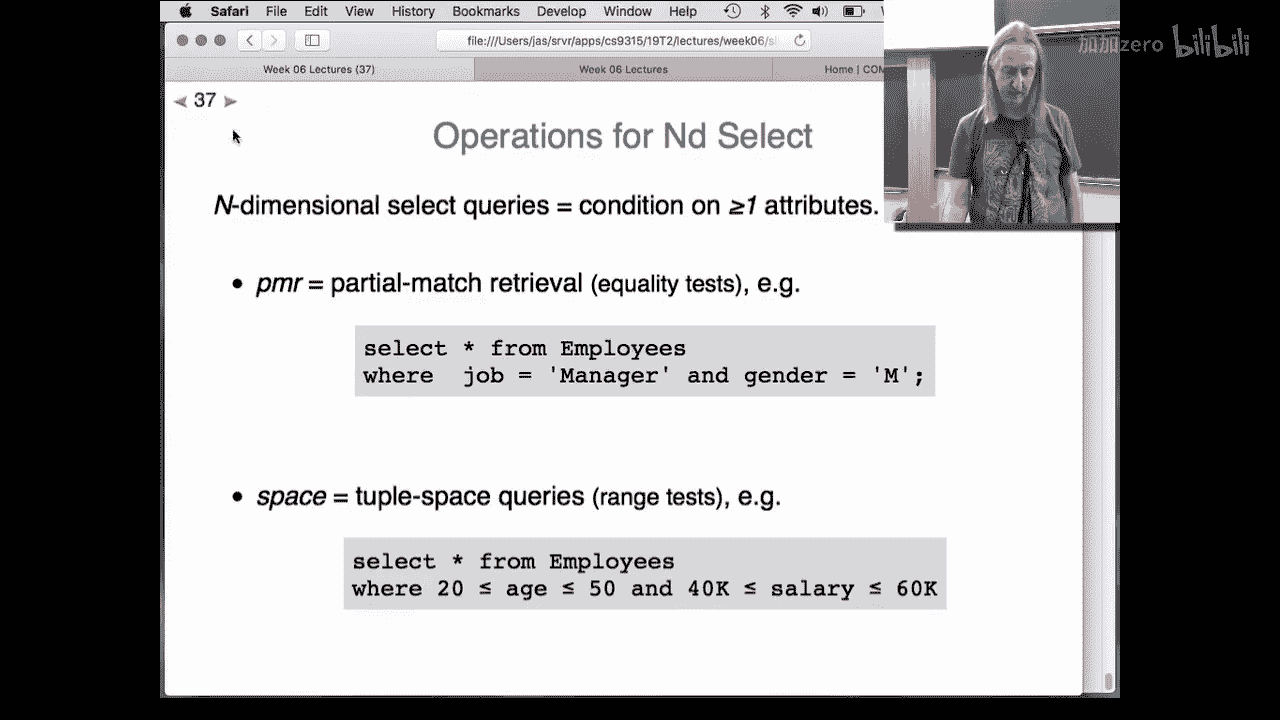 Safari File Edit View History Bookmarks Develop Window Help
file:///Users/jas/srvr/apps/cs9315/19T2/lectures/week06/sl
Week 06 Lectures (37) Week 06 Lectures Home | COM
加加zero bilibili
37
Operations for Nd Select
N-dimensional select queries = condition on ≥1 attributes.
• pmr = partial-match retrieval (equality tests), e.g.
select * from Employees
where job = 'Manager' and gender = 'M';
• space = tuple-space queries (range tests), e.g.
select * from Employees
where 20 ≤ age ≤ 50 and 40K ≤ salary ≤ 60K